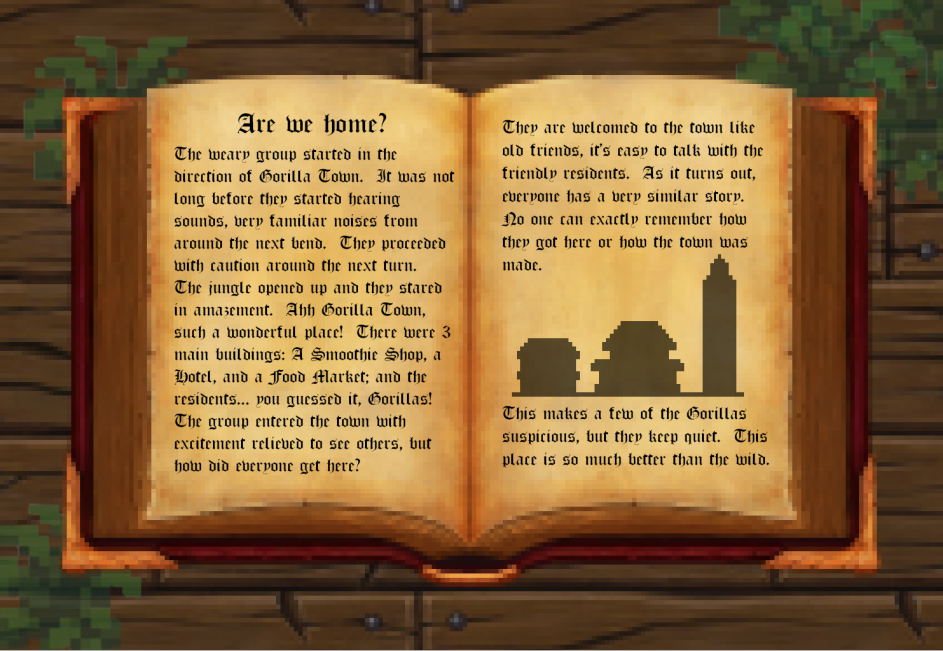 Are we home?
The weary group started in the
direction of Gorilla Town.  It was not
long before they started hearing
sounds, very familiar noises from
around the next bend.  They proceeded
with caution around the next turn.
The jungle opened up and they stared
in amazement.  Ahh Gorilla Town,
such a wonderful place!  There were 3
main buildings: A Smoothie Shop, a
Hotel, and a Food Market; and the
residents... you guessed it, Gorillas!
The group entered the town with
excitement relieved to see others, but
how did everyone get here?
They are welcomed to the town like
old friends, it's easy to talk with the
friendly residents.  As it turns out,
everyone has a very similar story.
No one can exactly remember how
they got here or how the town was
made.
This makes a few of the Gorillas
suspicious, but they keep quiet.  This
place is so much better than the wild.